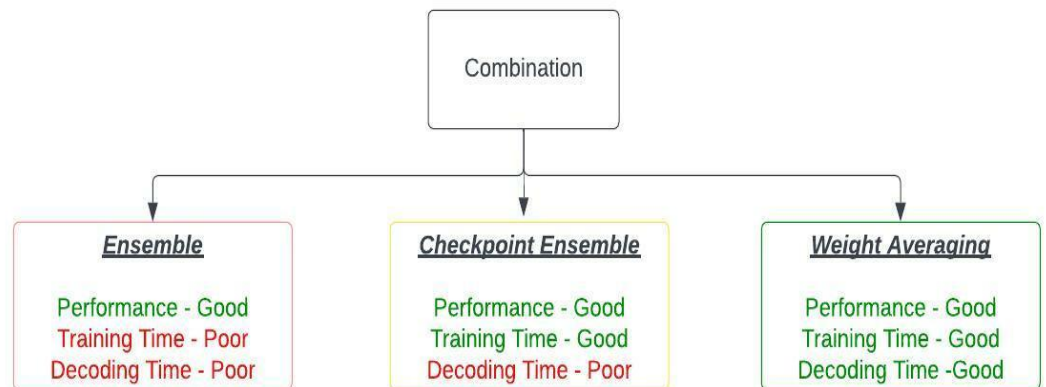 Combination
Ensemble
Performance - Good
Training Time - Poor
Decoding Time - Poor
Checkpoint Ensemble
Performance - Good
Training Time - Good
Decoding Time - Poor
Weight Averaging
Performance - Good
Training Time - Good
Decoding Time -Good